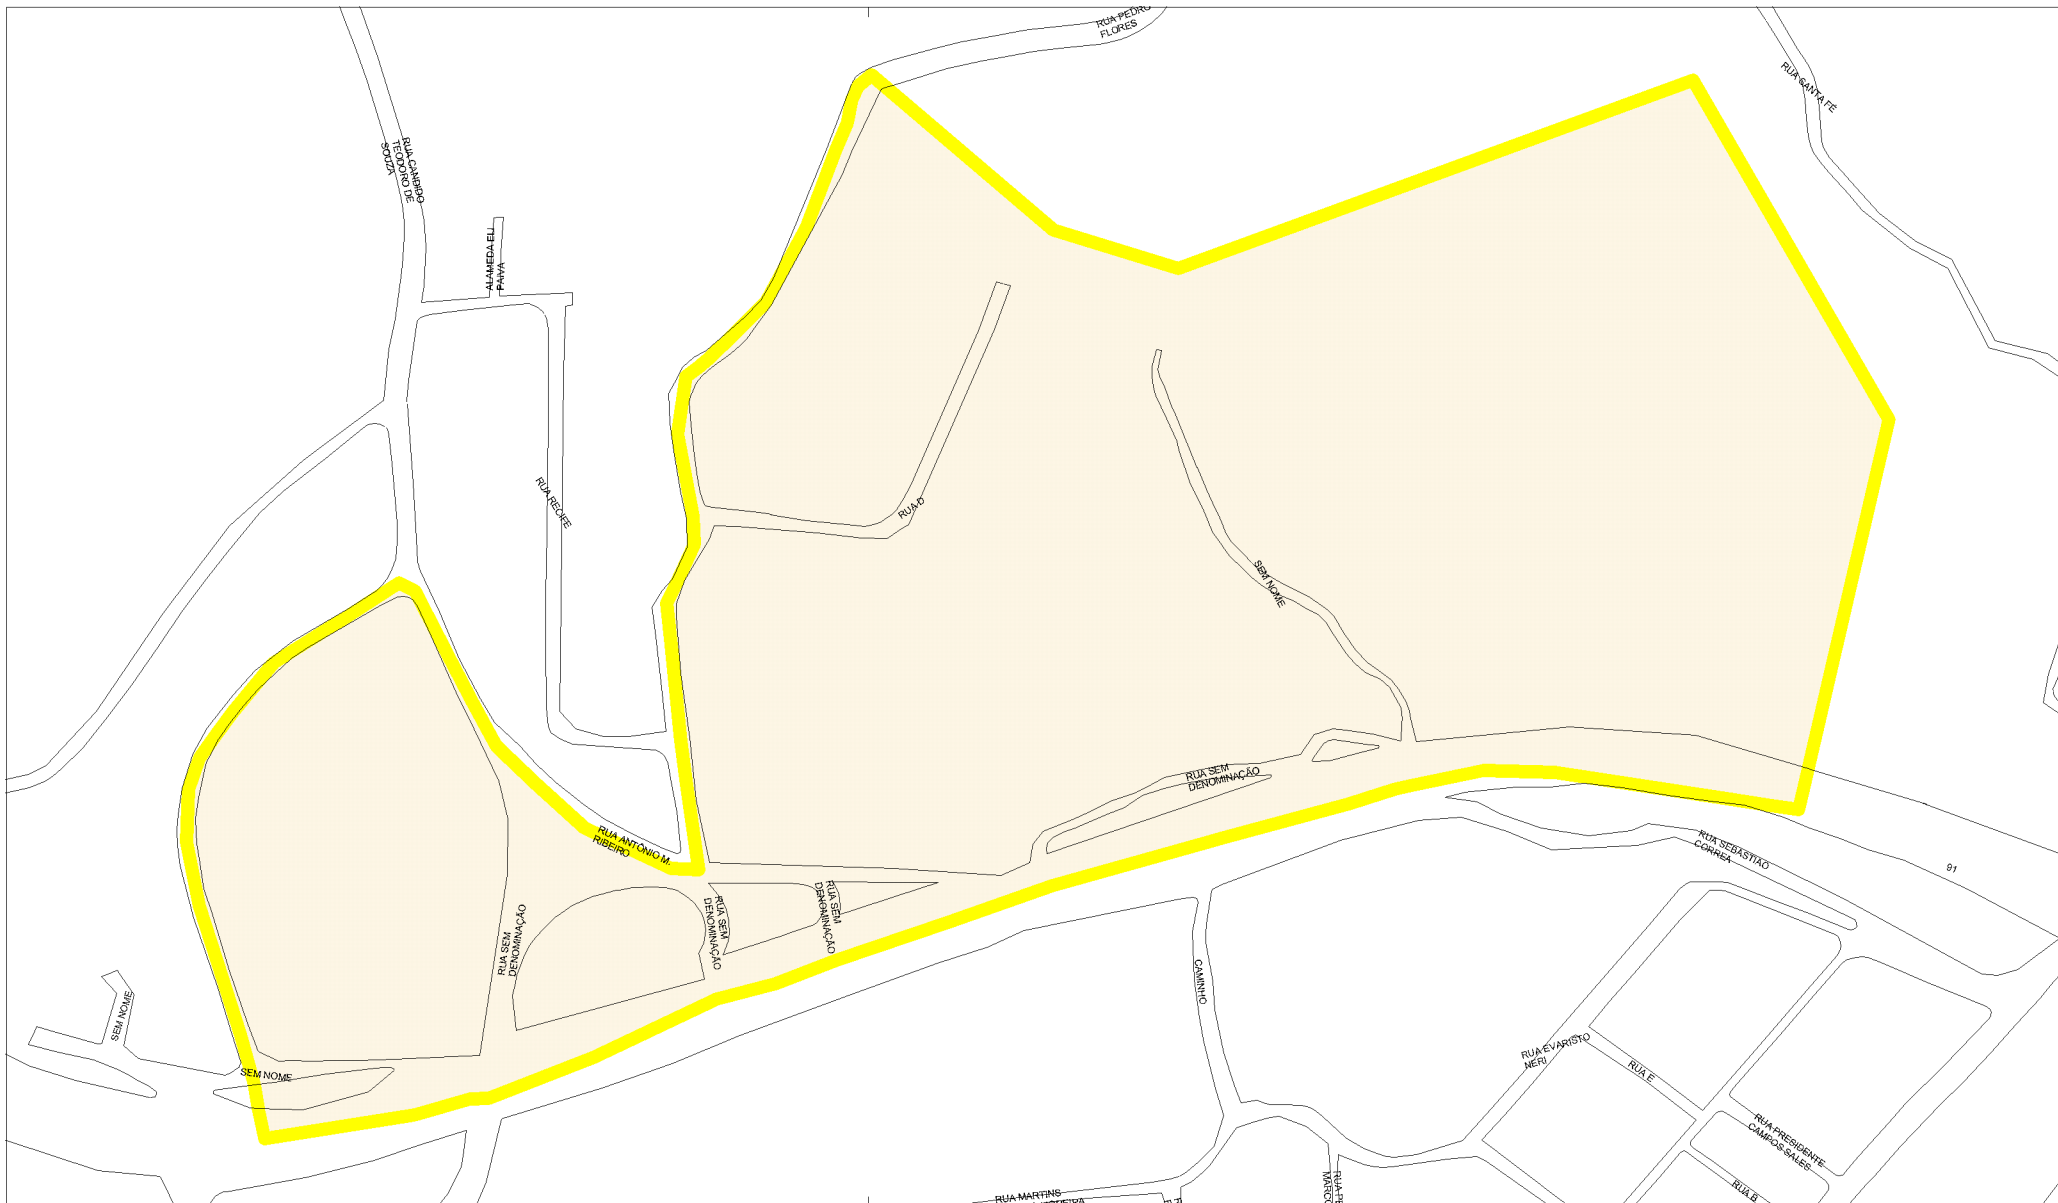 RUA PEDRO
FLORES
RUA SANTA FÉ
RUA CANDIDO
TEODORO DE
SOUZA
ALAMEDA ELI
PAIVA
RUA RECIFE
RUA D
SEM NOME
RUA SEM
DENOMINAÇÃO
RUA ANTÔNIO M.
RIBEIRO
RUA SEBASTIÃO
CORREA
91
RUA SEM
DENOMINAÇÃO
RUA SEM
DENOMINAÇÃO
RUA SEM
DENOMINAÇÃO
SEM NOME
SEM NOME
CAMINHO
RUA EVARISTO
NERI
RUA E
RUA PRESIDENTE
CAMPOS SALES
RUA B
RUA MARTINS